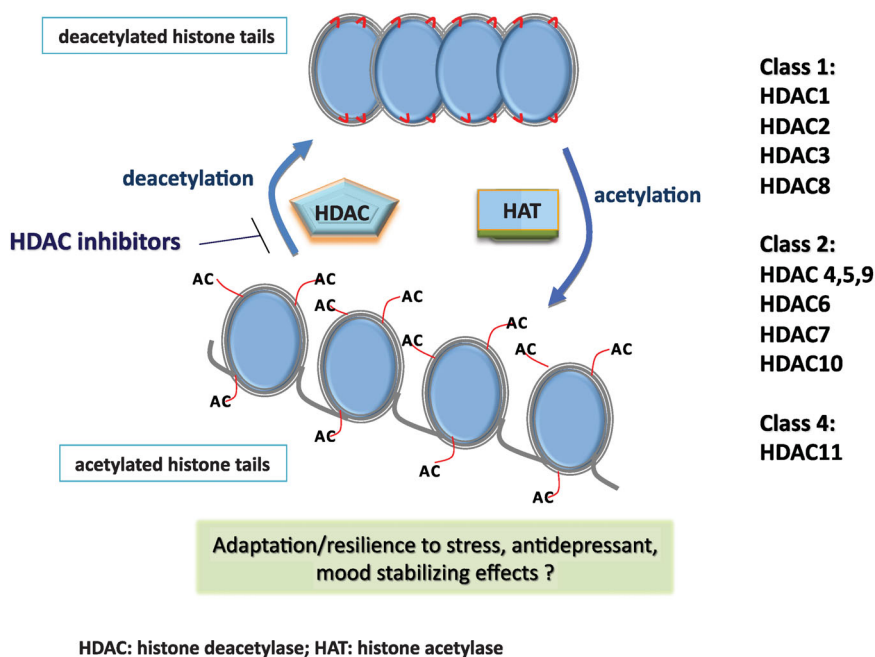 deacetylated histone tails
deacetylation
HDAC
HAT
acetylation
HDAC inhibitors
AC
AC
AC
AC
AC
AC
AC
AC
AC
AC
AC
AC
acetylated histone tails
Adaptation/resilience to stress, antidepressant,
mood stabilizing effects ?
Class 1:
HDAC1
HDAC2
HDAC3
HDAC8
Class 2:
HDAC 4,5,9
HDAC6
HDAC7
HDAC10
Class 4:
HDAC11
HDAC: histone deacetylase; HAT: histone acetylase